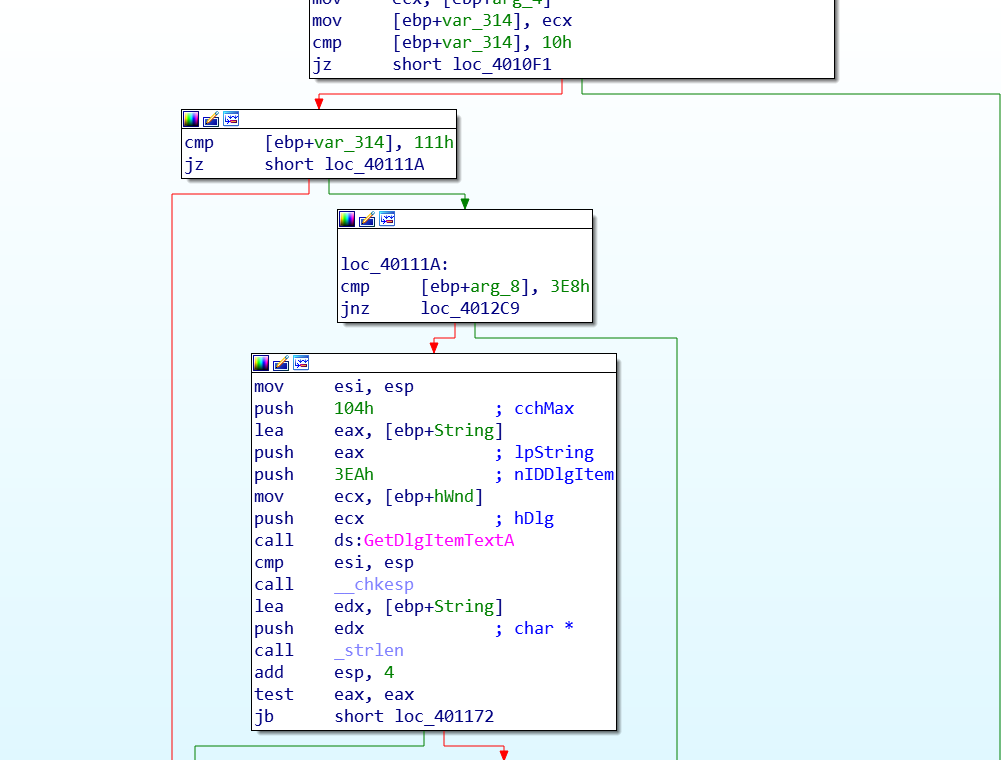 mov ecx, [ebp+arg_4]
mov [ebp+var_314], ecx
cmp [ebp+var_314], 10h
jz short loc_4010F1
cmp [ebp+var_314], 111h
jz short loc_40111A
loc_40111A:
cmp [ebp+arg_8], 3E8h
jnz loc_4012C9
mov esi, esp
push 104h ; cchMax
lea eax, [ebp+String]
push eax ; lpString
push 3EAh ; nIDDlgItem
mov ecx, [ebp+hWnd]
push ecx ; hDlg
call ds:GetDlgItemTextA
cmp esi, esp
call __chkesp
lea edx, [ebp+String]
push edx ; char *
call _strlen
add esp, 4
test eax, eax
jb short loc_401172